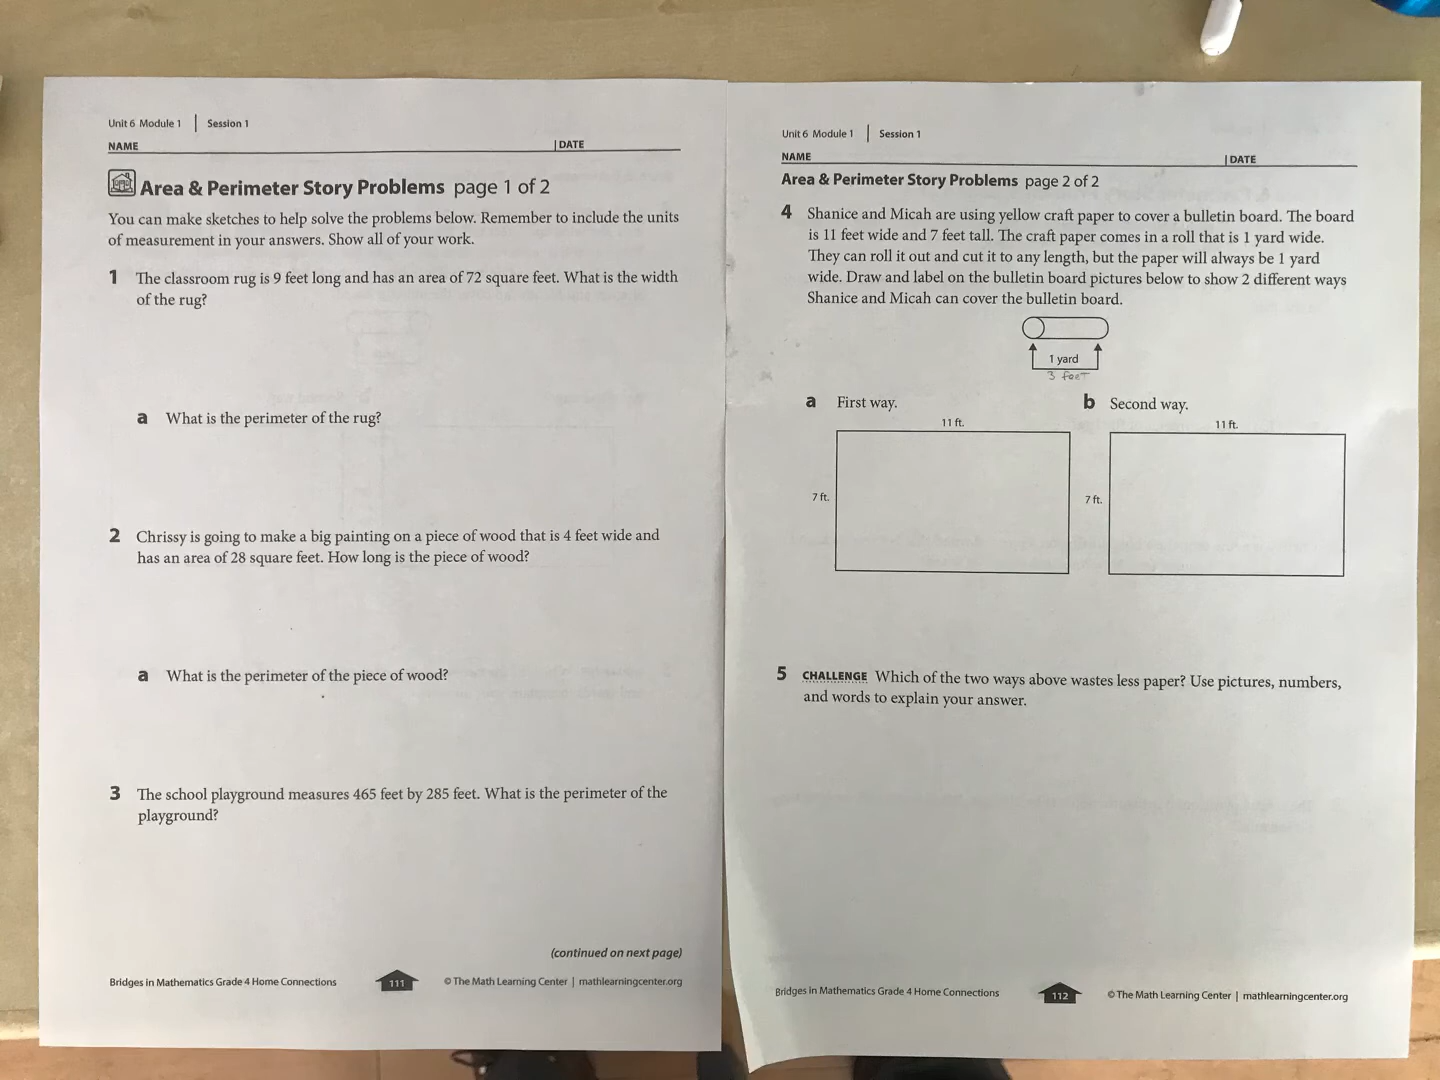 Unit 6 Module 1 | Session 1
NAME | DATE
Area & Perimeter Story Problems page 1 of 2
You can make sketches to help solve the problems below. Remember to include the units
of measurement in your answers. Show all of your work.
1 The classroom rug is 9 feet long and has an area of 72 square feet. What is the width
of the rug?
a What is the perimeter of the rug?
2 Chrissy is going to make a big painting on a piece of wood that is 4 feet wide and
has an area of 28 square feet. How long is the piece of wood?
a What is the perimeter of the piece of wood?
3 The school playground measures 465 feet by 285 feet. What is the perimeter of the
playground?
(continued on next page)
Bridges in Mathematics Grade 4 Home Connections 111 © The Math Learning Center | mathlearningcenter.org
Unit 6 Module 1 | Session 1
NAME | DATE
Area & Perimeter Story Problems page 2 of 2
4 Shanice and Micah are using yellow craft paper to cover a bulletin board. The board
is 11 feet wide and 7 feet tall. The craft paper comes in a roll that is 1 yard wide.
They can roll it out and cut it to any length, but the paper will always be 1 yard
wide. Draw and label on the bulletin board pictures below to show 2 different ways
Shanice and Micah can cover the bulletin board.
1 yard
3 feet
a First way. b Second way.
11 ft. 11 ft.
7 ft. 7 ft.
5 CHALLENGE Which of the two ways above wastes less paper? Use pictures, numbers,
and words to explain your answer.
Bridges in Mathematics Grade 4 Home Connections 112 © The Math Learning Center | mathlearningcenter.org